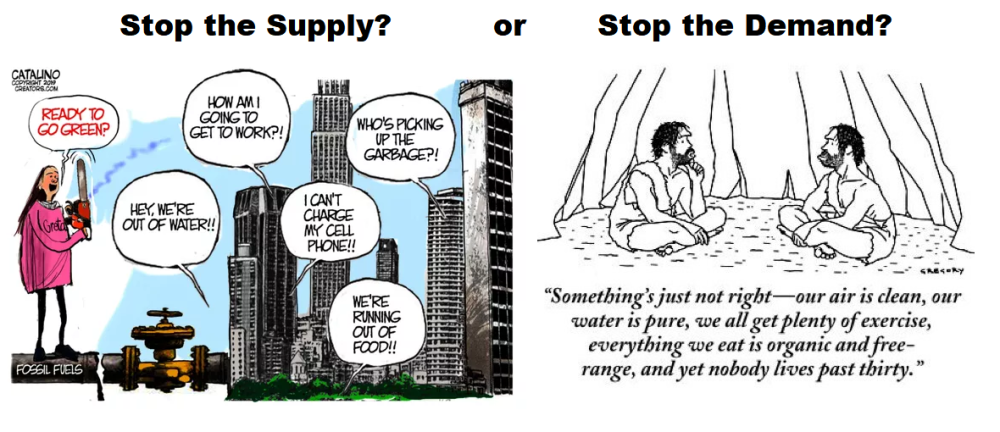 Stop the Supply? or Stop the Demand?
CATALINO
COPYRIGHT 2019
CREATORS.COM
READY TO
GO GREEN?
Greta
FOSSIL FUELS
HOW AM I
GOING TO
GET TO WORK?!
HEY, WE'RE
OUT OF WATER!!
I CAN'T
CHARGE
MY CELL
PHONE!!
WHO'S PICKING
UP THE
GARBAGE?!
WE'RE
RUNNING
OUT OF
FOOD!!
GREGORY
“Something’s just not right—our air is clean, our
water is pure, we all get plenty of exercise,
everything we eat is organic and free-
range, and yet nobody lives past thirty.”